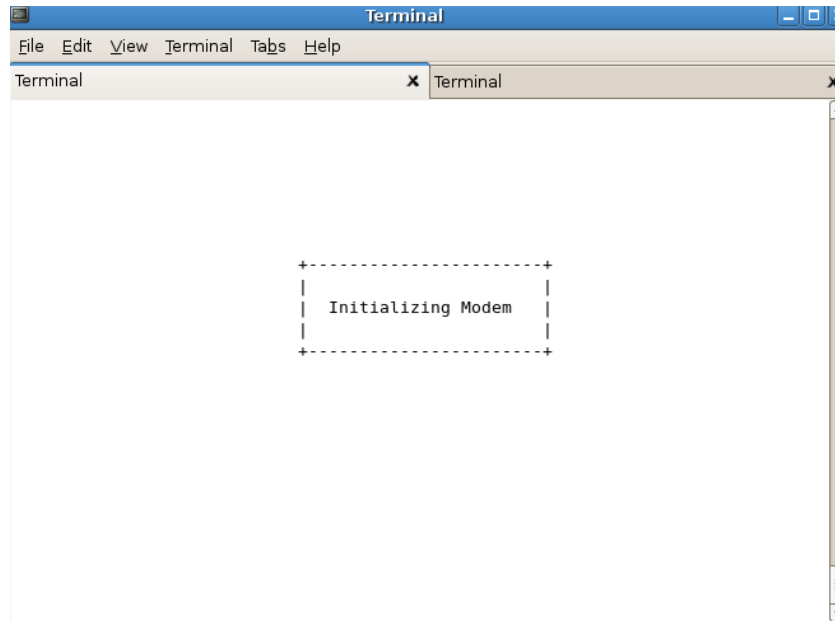 Terminal
File Edit View Terminal Tabs Help
Terminal x Terminal x
+-----------------------+
| |
| Initializing Modem |
| |
+-----------------------+